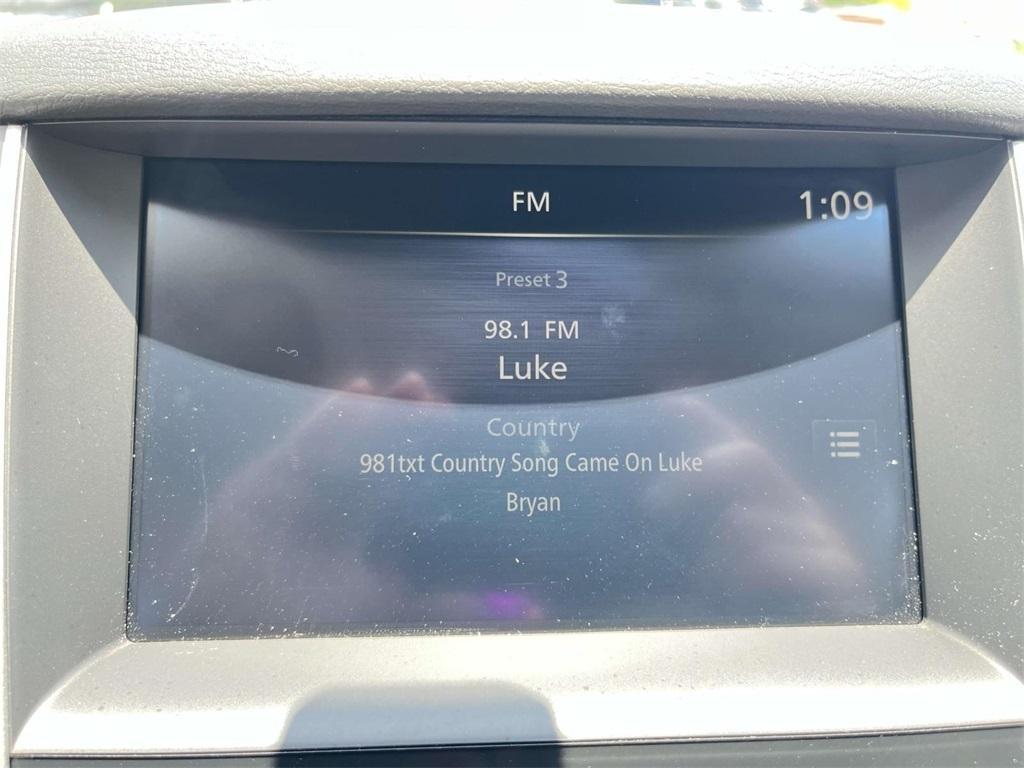 FM 1:09
Preset 3
98.1 FM
Luke
Country
981txt Country Song Came On Luke
Bryan